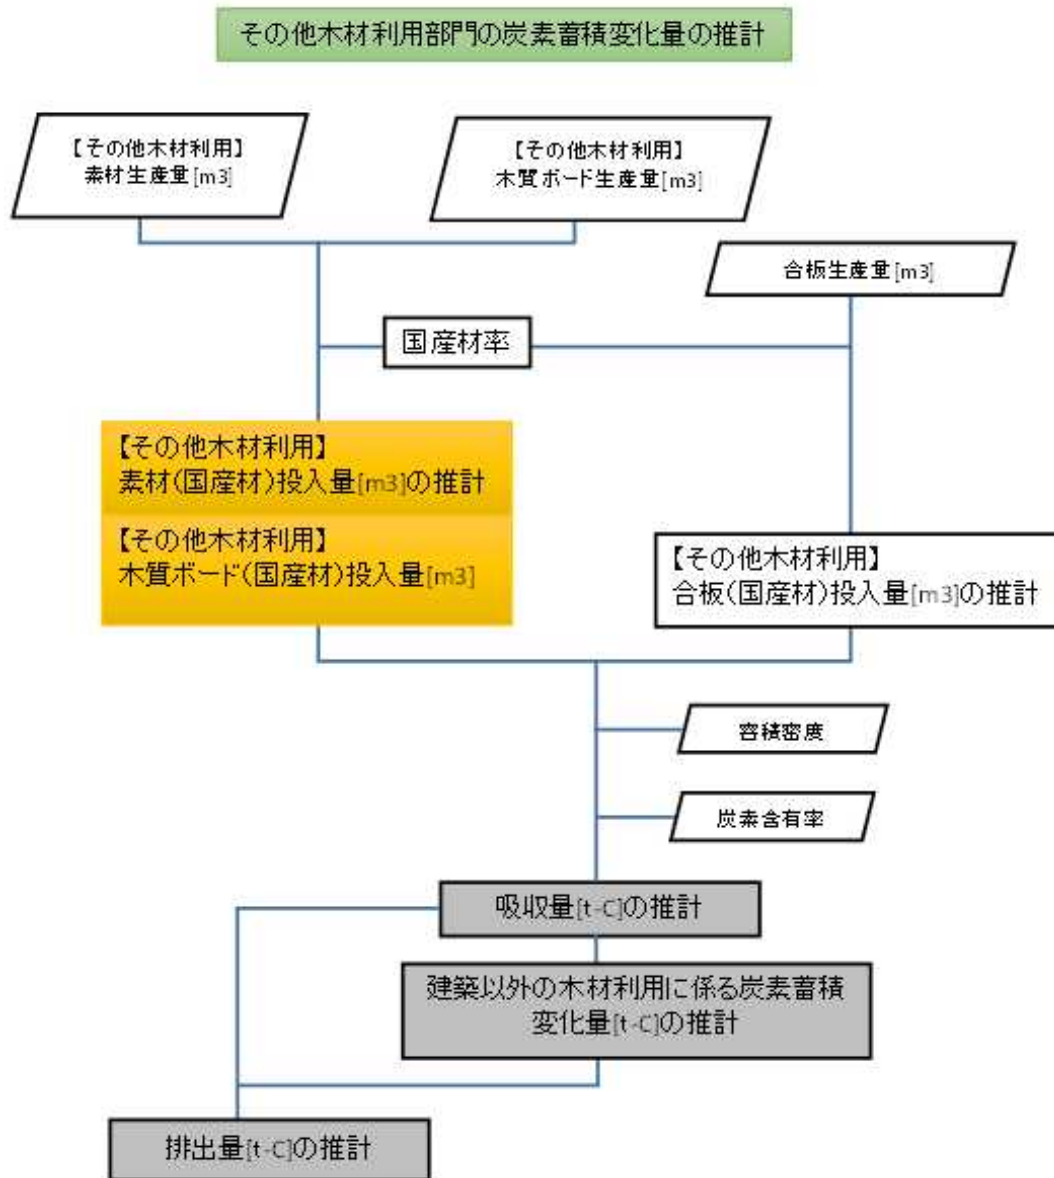 その他木材利用部門の炭素蓄積変化量の推計
【その他木材利用】
素材生産量[m3]
【その他木材利用】
木質ボード生産量[m3]
合板生産量[m3]
国産材率
【その他木材利用】
素材(国産材)投入量[m3]の推計
【その他木材利用】
木質ボード(国産材)投入量[m3]
【その他木材利用】
合板(国産材)投入量[m3]の推計
容積密度
炭素含有率
吸収量[t-C]の推計
建築以外の木材利用に係る炭素蓄積
変化量[t-C]の推計
排出量[t-C]の推計